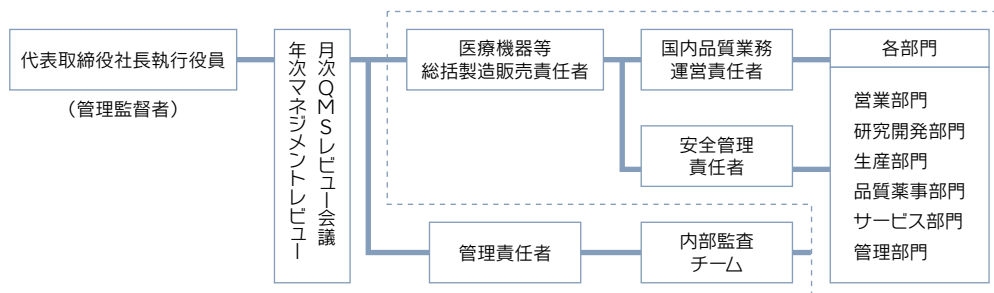 代表取締役社長執行役員
（管理監督者）
月次QMSレビュー会議
年次マネジメントレビュー
医療機器等
総括製造販売責任者
国内品質業務
運営責任者
安全管理
責任者
管理責任者
内部監査
チーム
各部門
営業部門
研究開発部門
生産部門
品質薬事部門
サービス部門
管理部門